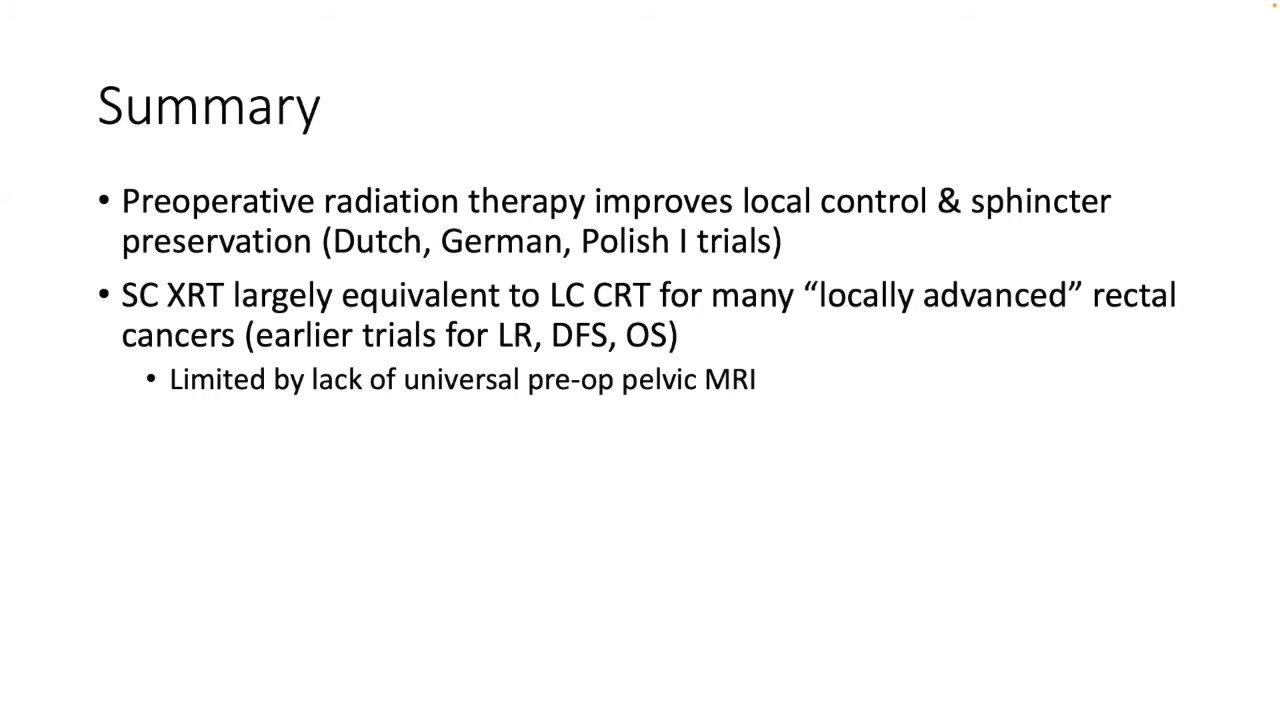 Summary
• Preoperative radiation therapy improves local control & sphincter
preservation (Dutch, German, Polish I trials)
• SC XRT largely equivalent to LC CRT for many “locally advanced” rectal
cancers (earlier trials for LR, DFS, OS)
• Limited by lack of universal pre-op pelvic MRI